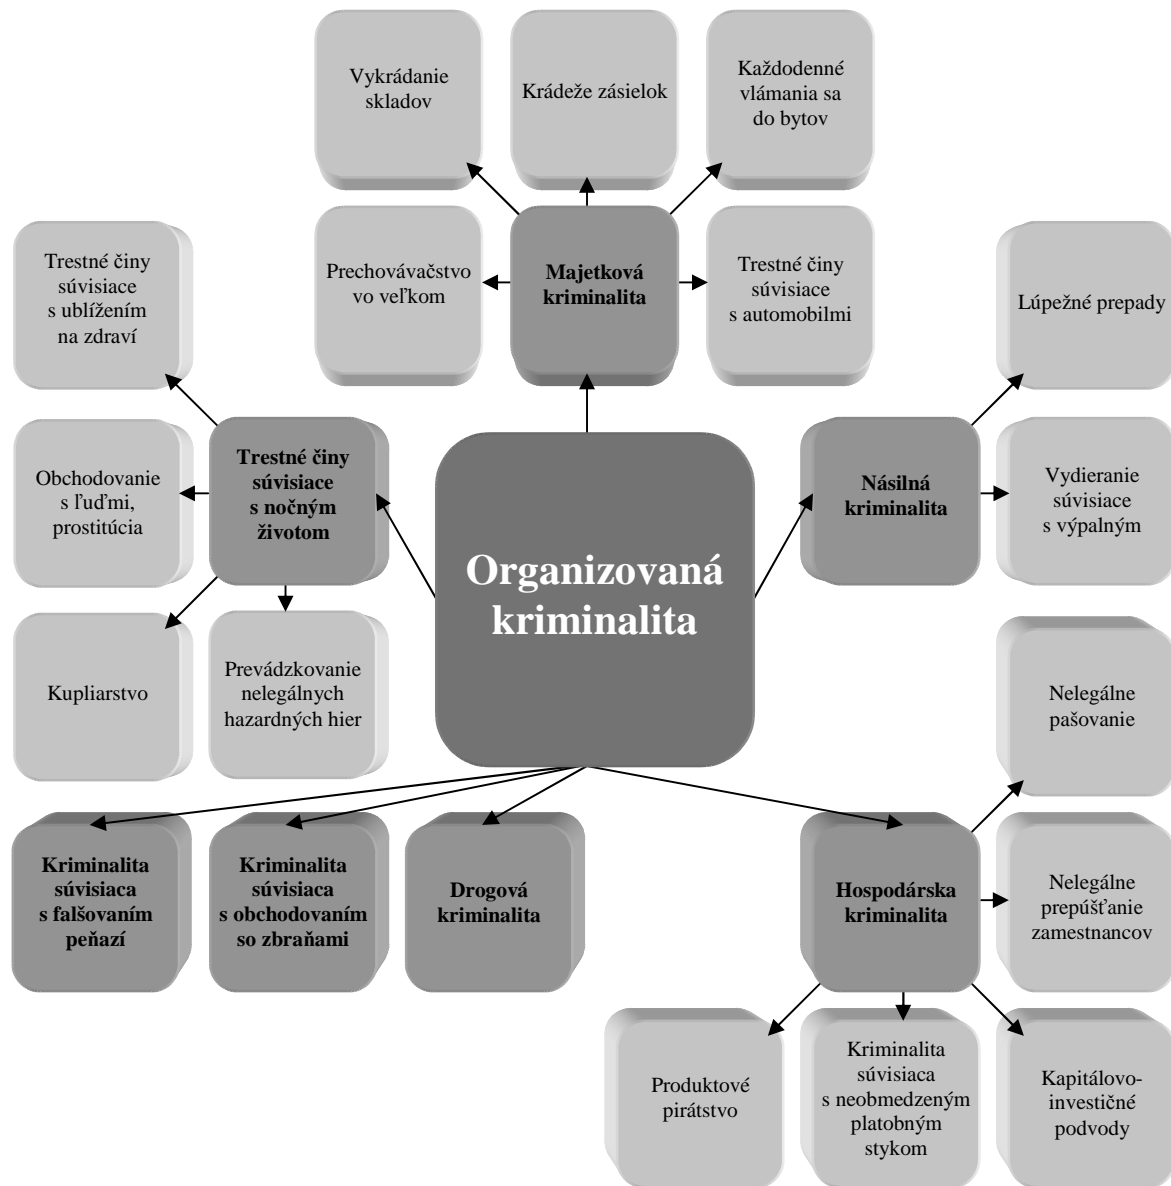 Vykrádanie
skladov
Krádeže zásielok
Každodenné
vlámania sa
do bytov
Trestné činy
súvisiace
s ublížením
na zdraví
Prechovávačstvo
vo veľkom
Majetková
kriminalita
Trestné činy
súvisiace
s automobilmi
Lúpežné prepady
Obchodovanie
s ľuďmi,
prostitúcia
Trestné činy
súvisiace
s nočným
životom
Organizovaná
kriminalita
Násilná
kriminalita
Vydieranie
súvisiace
s výpalným
Kupliarstvo
Prevádzkovanie
nelegálnych
hazardných hier
Nelegálne
pašovanie
Kriminalita
súvisiaca
s falšovaním
peňazí
Kriminalita
súvisiaca
s obchodovaním
so zbraňami
Drogová
kriminalita
Hospodárska
kriminalita
Nelegálne
prepúšťanie
zamestnancov
Produktové
pirátstvo
Kriminalita
súvisiaca
s neobmedzeným
platobným
stykom
Kapitálovo-
investičné
podvody